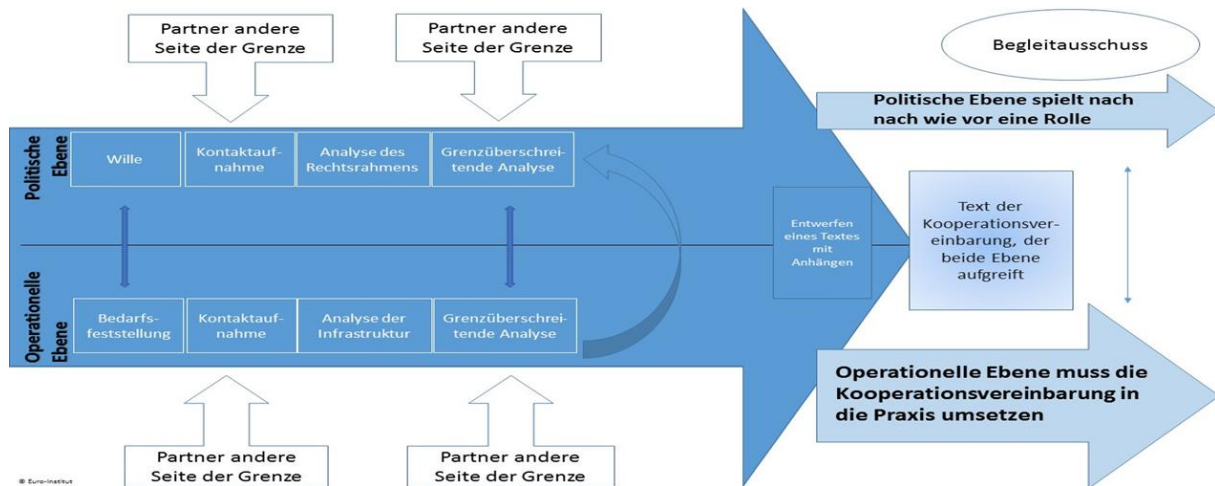 Partner andere
Seite der Grenze
Partner andere
Seite der Grenze
Begleitausschuss
Politische Ebene spielt nach
nach wie vor eine Rolle
Politische
Ebene
Wille
Kontaktauf-
nahme
Analyse des
Rechtsrahmens
Grenzüberschrei-
tende Analyse
Entwerfen
eines Textes
mit
Anhängen
Text der
Kooperationsver-
einbarung, der
beide Ebene
aufgreift
Operationelle
Ebene
Bedarfs-
feststellung
Kontaktauf-
nahme
Analyse der
Infrastruktur
Grenzüberschrei-
tende Analyse
Operationelle Ebene muss die
Kooperationsvereinbarung in
die Praxis umsetzen
Partner andere
Seite der Grenze
Partner andere
Seite der Grenze
© Euro-Institut